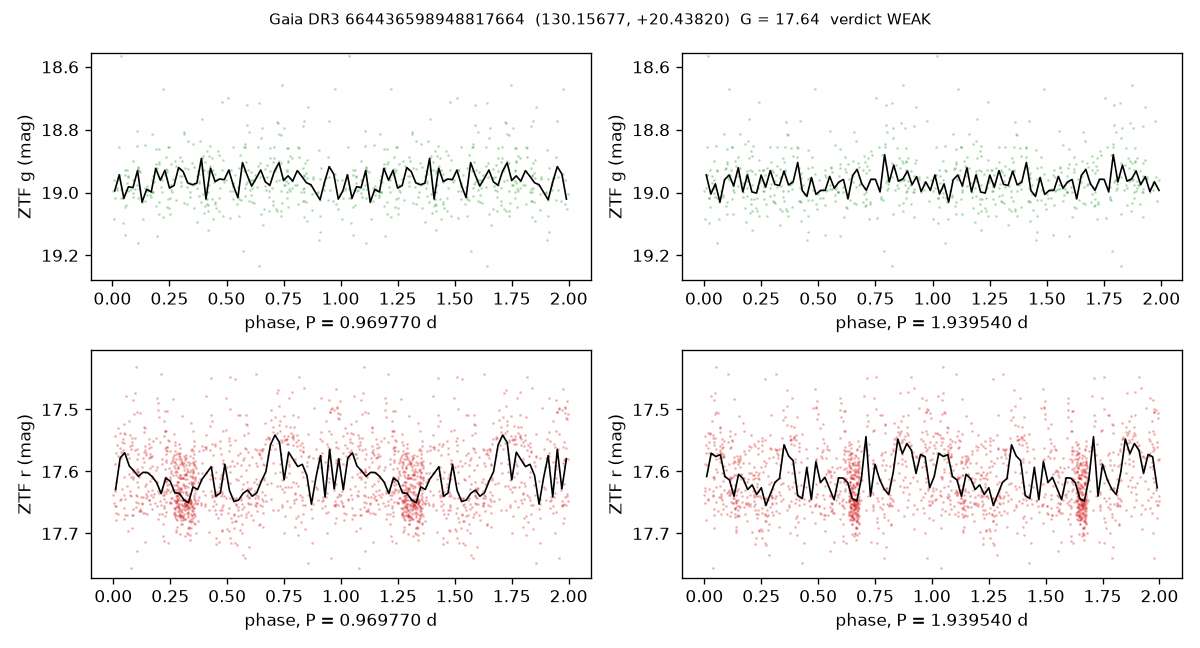 Gaia DR3 664436598948817664 (130.15677, +20.43820) G = 17.64 verdict WEAK
ZTF g (mag)
18.6
18.8
19.0
19.2
0.00 0.25 0.50 0.75 1.00 1.25 1.50 1.75 2.00
phase, P = 0.969770 d
ZTF g (mag)
18.6
18.8
19.0
19.2
0.00 0.25 0.50 0.75 1.00 1.25 1.50 1.75 2.00
phase, P = 1.939540 d
ZTF r (mag)
17.5
17.6
17.7
0.00 0.25 0.50 0.75 1.00 1.25 1.50 1.75 2.00
phase, P = 0.969770 d
ZTF r (mag)
17.5
17.6
17.7
0.00 0.25 0.50 0.75 1.00 1.25 1.50 1.75 2.00
phase, P = 1.939540 d